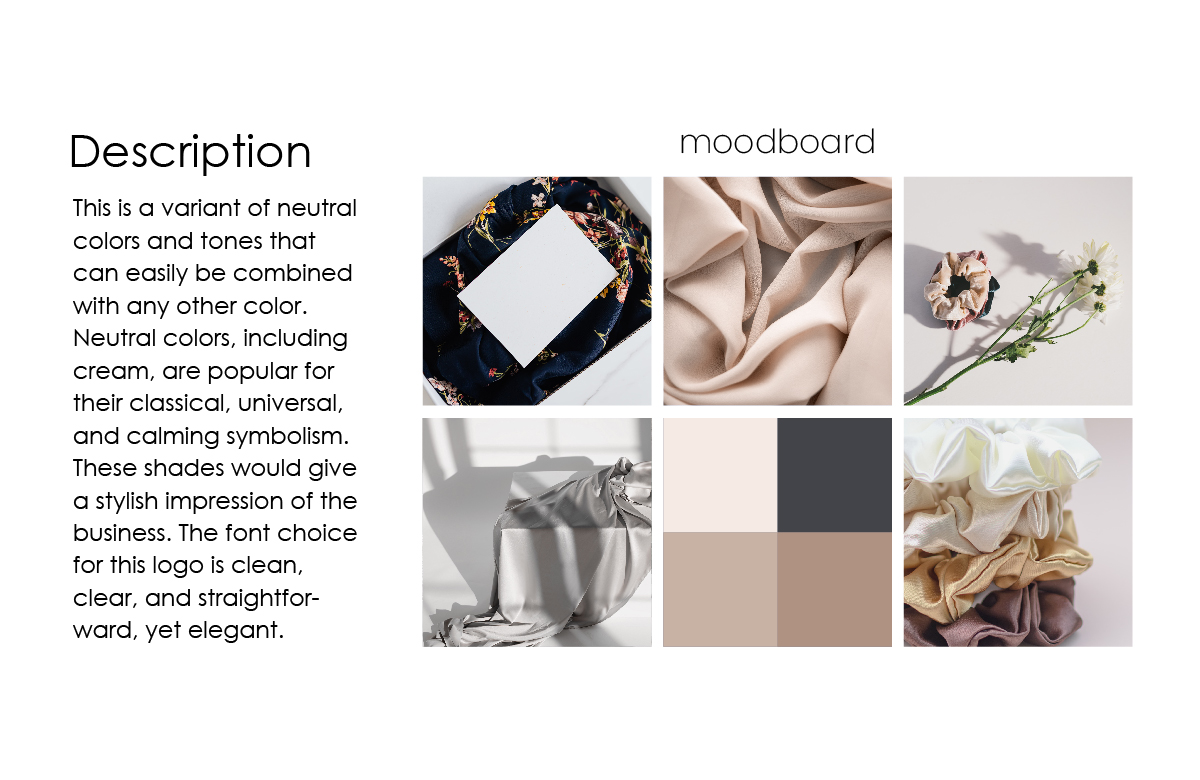 Description
This is a variant of neutral
colors and tones that
can easily be combined
with any other color.
Neutral colors, including
cream, are popular for
their classical, universal,
and calming symbolism.
These shades would give
a stylish impression of the
business. The font choice
for this logo is clean,
clear, and straightfor-
ward, yet elegant.
moodboard